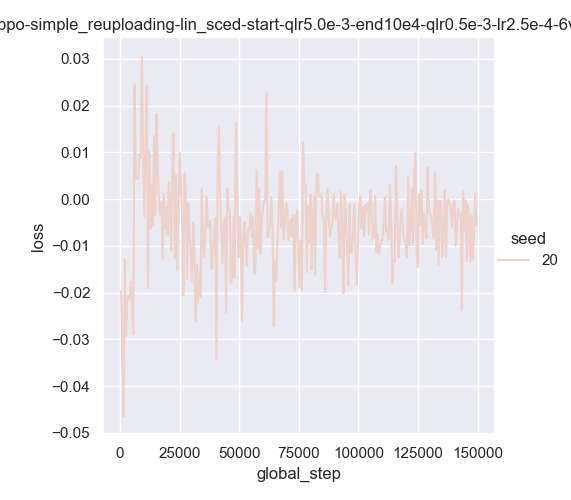 ppo-simple_reuploading-lin_sced-start-qlr5.0e-3-end10e4-qlr0.5e-3-lr2.5e-4-6v
0.03
0.02
0.01
0.00
−0.01
−0.02
−0.03
−0.04
−0.05
loss
0 25000 50000 75000 100000 125000 150000
global_step
seed
20